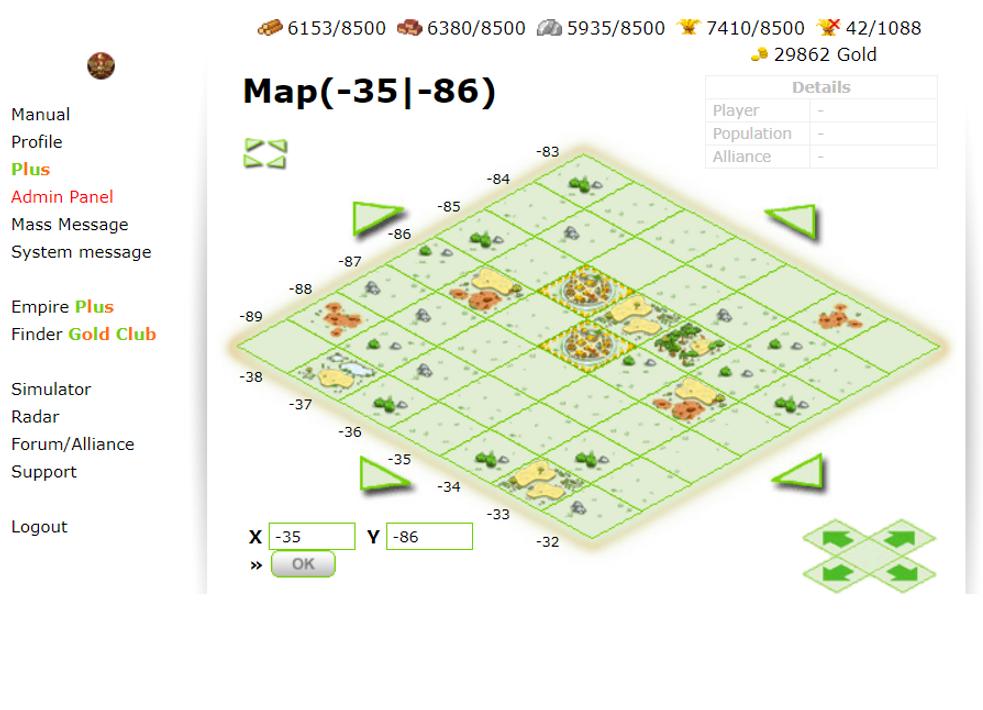 6153/8500 6380/8500 5935/8500 7410/8500 42/1088
29862 Gold
Manual
Profile
Plus
Admin Panel
Mass Message
System message
Empire Plus
Finder Gold Club
Simulator
Radar
Forum/Alliance
Support
Logout
Map(-35|-86)
Details
Player -
Population -
Alliance -
-83
-84
-85
-86
-87
-88
-89
-38
-37
-36
-35
-34
-33
-32
X -35 Y -86
» OK